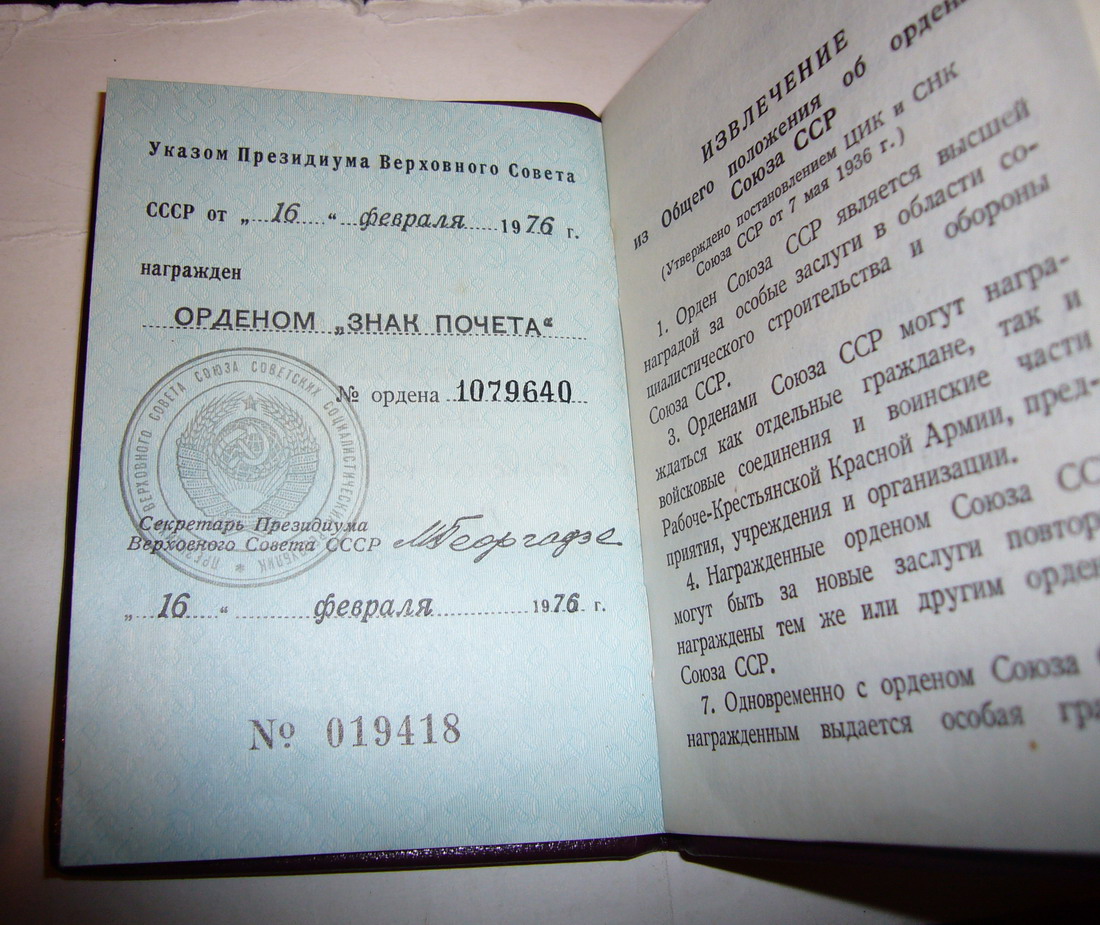 Указом Президиума Верховного Совета
СССР от „ 16 “ февраля 1976 г.
награжден
ОРДЕНОМ „ЗНАК ПОЧЕТА“
№ ордена 1079640
ВЕРХОВНОГО СОВЕТА СОЮЗА СОВЕТСКИХ СОЦИАЛИСТИЧЕСКИХ
Секретарь Президиума
Верховного Совета СССР МГеоргадзе
„ 16 “ февраля 1976 г.
№ 019418
ИЗВЛЕЧЕНИЕ
из Общего положения об
Союза ССР
(Утверждено постановлением ЦИК и СНК
Союза ССР от 7 мая 1936 г.)
1. Орден Союза ССР является высшей
наградой за особые заслуги в области со-
циалистического строительства и обороны
Союза ССР.
3. Орденами Союза ССР могут награ-
ждаться как отдельные граждане, так и
войсковые соединения и воинские части
Рабоче-Крестьянской Красной Армии, пред-
приятия, учреждения и организации.
4. Награжденные орденом Союза
могут быть за новые заслуги
награждены тем же или другим
Союза ССР.
7. Одновременно с орденом Союза
награжденным выдается особая